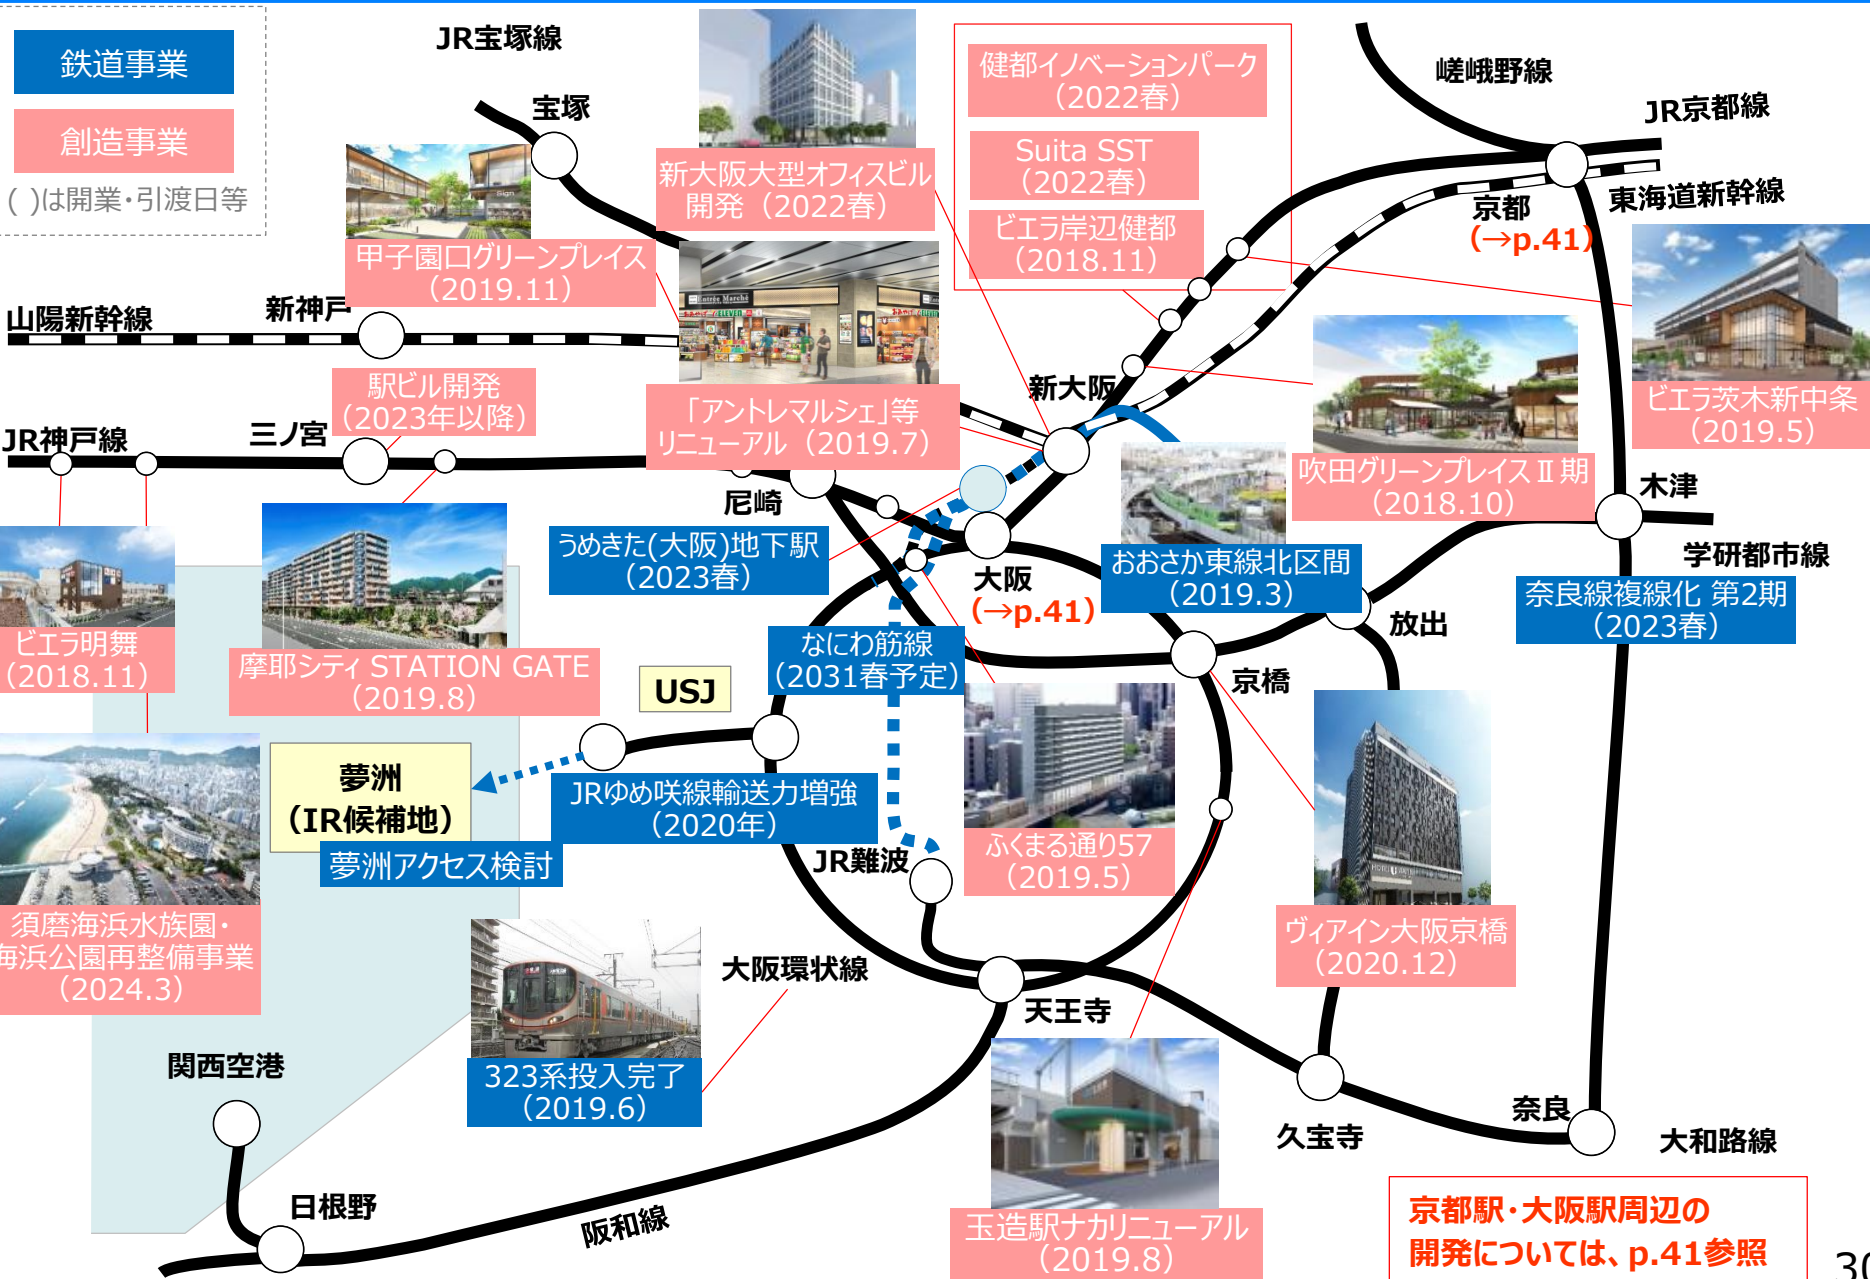 鉄道事業
創造事業
( )は開業・引渡日等
JR宝塚線
宝塚
新大阪大型オフィスビル
開発（2022春）
健都イノベーションパーク
（2022春）
Suita SST
（2022春）
ビエラ岸辺健都
（2018.11）
嵯峨野線
JR京都線
東海道新幹線
京都
(→p.41)
甲子園口グリーンプレイス
（2019.11）
Entrée Marché
山陽新幹線
新神戸
駅ビル開発
（2023年以降）
「アントレマルシェ」等
リニューアル（2019.7）
新大阪
ビエラ茨木新中条
（2019.5）
JR神戸線
三ノ宮
尼崎
吹田グリーンプレイスⅡ期
（2018.10）
木津
学研都市線
うめきた(大阪)地下駅
（2023春）
大阪
(→p.41)
おおさか東線北区間
（2019.3）
放出
奈良線複線化 第2期
（2023春）
ビエラ明舞
（2018.11）
摩耶シティ STATION GATE
（2019.8）
なにわ筋線
（2031春予定）
京橋
USJ
夢洲
（IR候補地）
JRゆめ咲線輸送力増強
（2020年）
夢洲アクセス検討
JR難波
ふくまる通り57
（2019.5）
ヴィアイン大阪京橋
（2020.12）
須磨海浜水族園・
海浜公園再整備事業
（2024.3）
大阪環状線
天王寺
323系投入完了
（2019.6）
関西空港
日根野
阪和線
玉造駅ナカリニューアル
（2019.8）
久宝寺
奈良
大和路線
京都駅・大阪駅周辺の
開発については、p.41参照